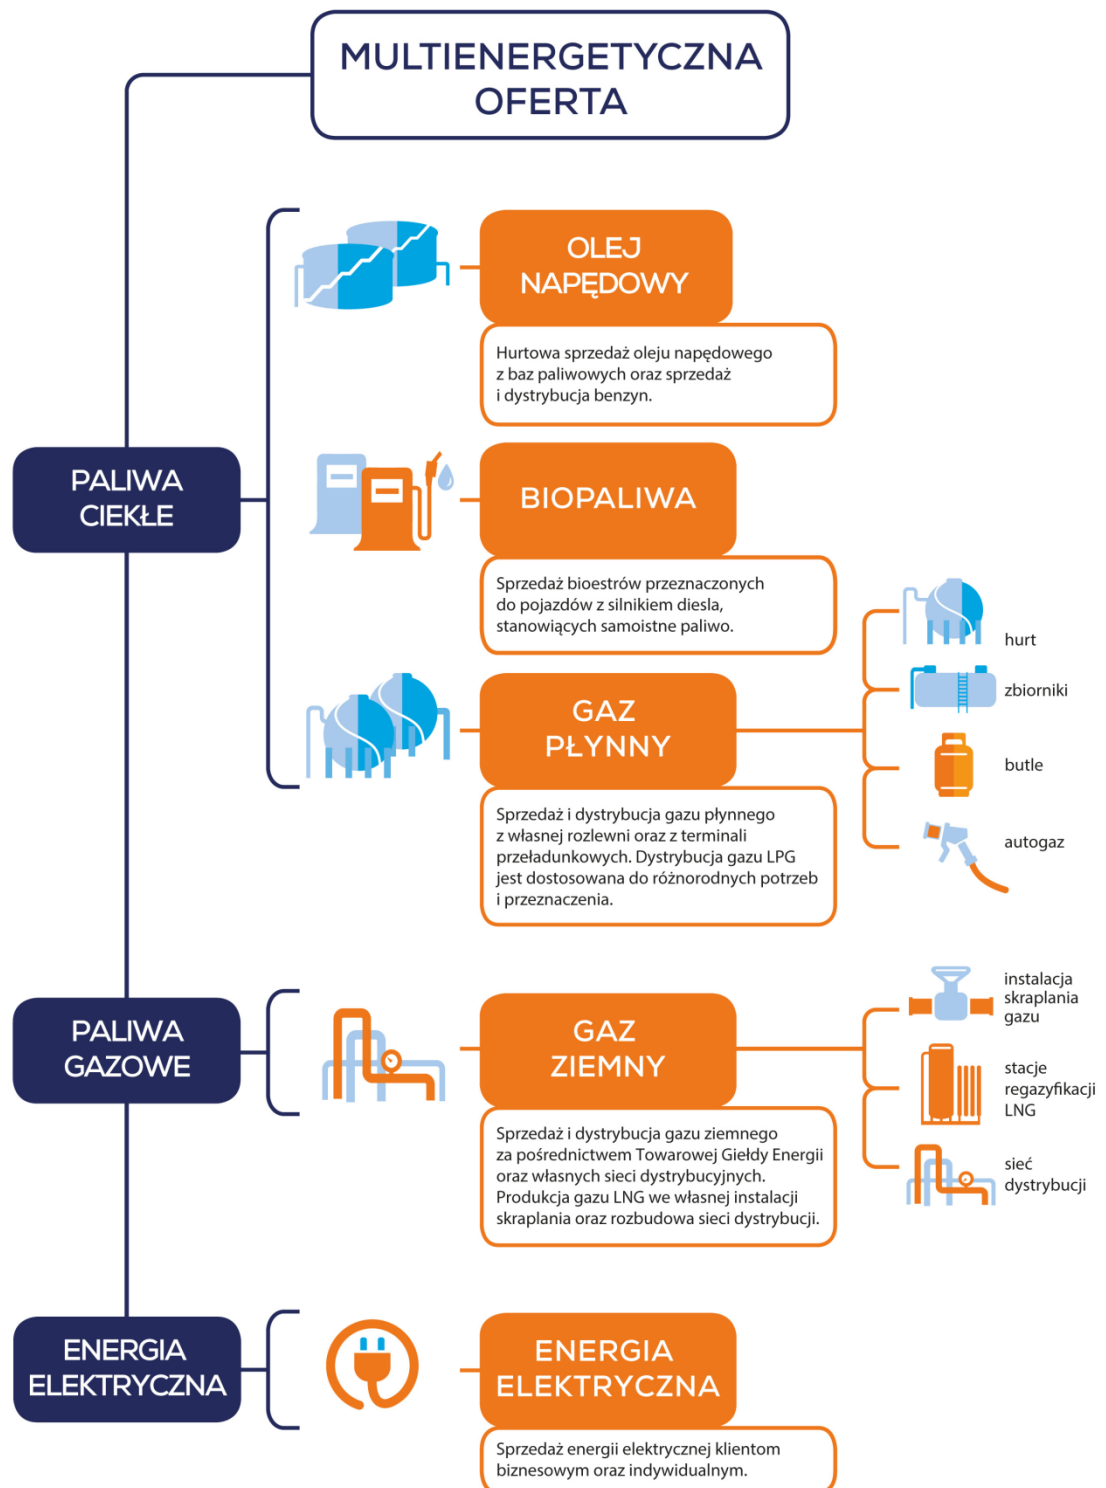 MULTIENERGETYCZNA
OFERTA
PALIWA
CIEKŁE
OLEJ
NAPĘDOWY
Hurtowa sprzedaż oleju napędowego
z baz paliwowych oraz sprzedaż
i dystrybucja benzyn.
BIOPALIWA
Sprzedaż bioestrów przeznaczonych
do pojazdów z silnikiem diesla,
stanowiących samoistne paliwo.
GAZ
PŁYNNY
Sprzedaż i dystrybucja gazu płynnego
z własnej rozlewni oraz z terminali
przeładunkowych. Dystrybucja gazu LPG
jest dostosowana do różnorodnych potrzeb
i przeznaczenia.
hurt
zbiorniki
butle
autogaz
PALIWA
GAZOWE
GAZ
ZIEMNY
Sprzedaż i dystrybucja gazu ziemnego
za pośrednictwem Towarowej Giełdy Energii
oraz własnych sieci dystrybucyjnych.
Produkcja gazu LNG we własnej instalacji
skraplania oraz rozbudowa sieci dystrybucji.
instalacja
skraplania
gazu
stacje
regazyfikacji
LNG
sieć
dystrybucji
ENERGIA
ELEKTRYCZNA
ENERGIA
ELEKTRYCZNA
Sprzedaż energii elektrycznej klientom
biznesowym oraz indywidualnym.